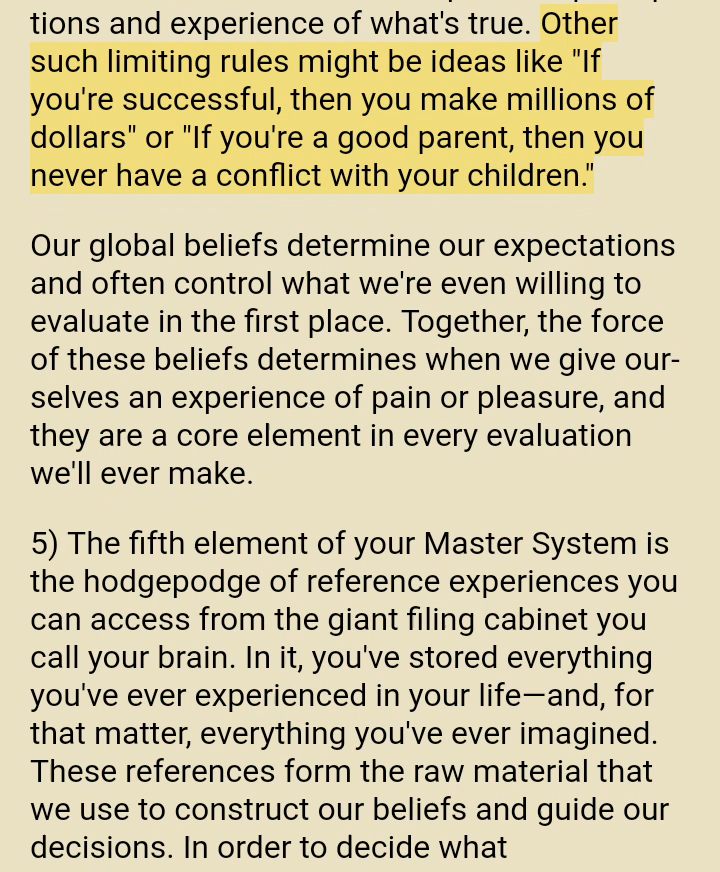 tions and experience of what's true. Other
such limiting rules might be ideas like "If
you're successful, then you make millions of
dollars" or "If you're a good parent, then you
never have a conflict with your children."
Our global beliefs determine our expectations
and often control what we're even willing to
evaluate in the first place. Together, the force
of these beliefs determines when we give our-
selves an experience of pain or pleasure, and
they are a core element in every evaluation
we'll ever make.
5) The fifth element of your Master System is
the hodgepodge of reference experiences you
can access from the giant filing cabinet you
call your brain. In it, you've stored everything
you've ever experienced in your life—and, for
that matter, everything you've ever imagined.
These references form the raw material that
we use to construct our beliefs and guide our
decisions. In order to decide what